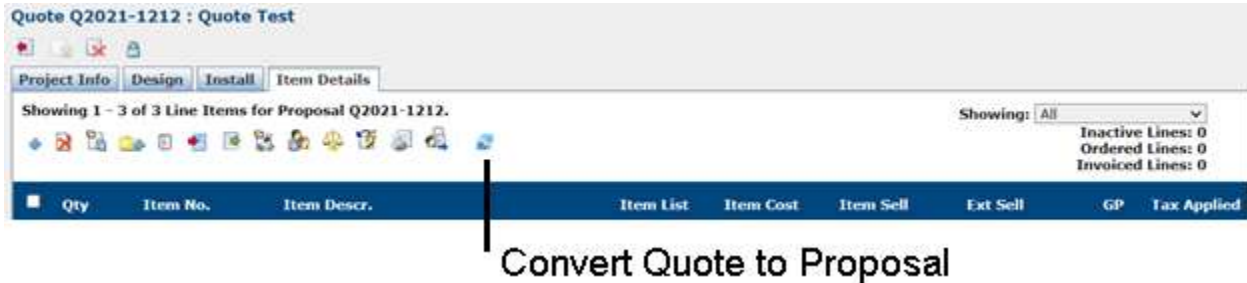 Quote Q2021-1212 : Quote Test
Project Info Design Install Item Details
Showing 1 - 3 of 3 Line Items for Proposal Q2021-1212.
Showing: All
Inactive Lines: 0
Ordered Lines: 0
Invoiced Lines: 0
Qty Item No. Item Descr. Item List Item Cost Item Sell Ext Sell GP Tax Applied
Convert Quote to Proposal